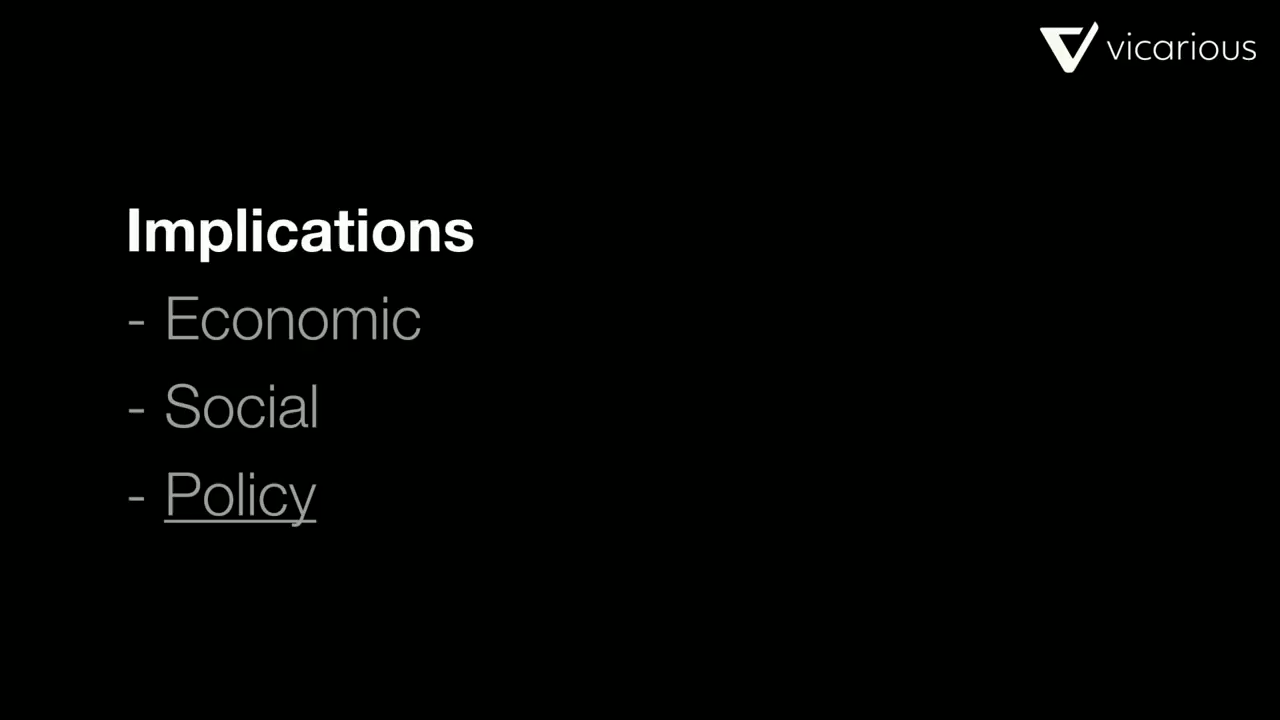 vicarious
Implications
- Economic
- Social
- Policy